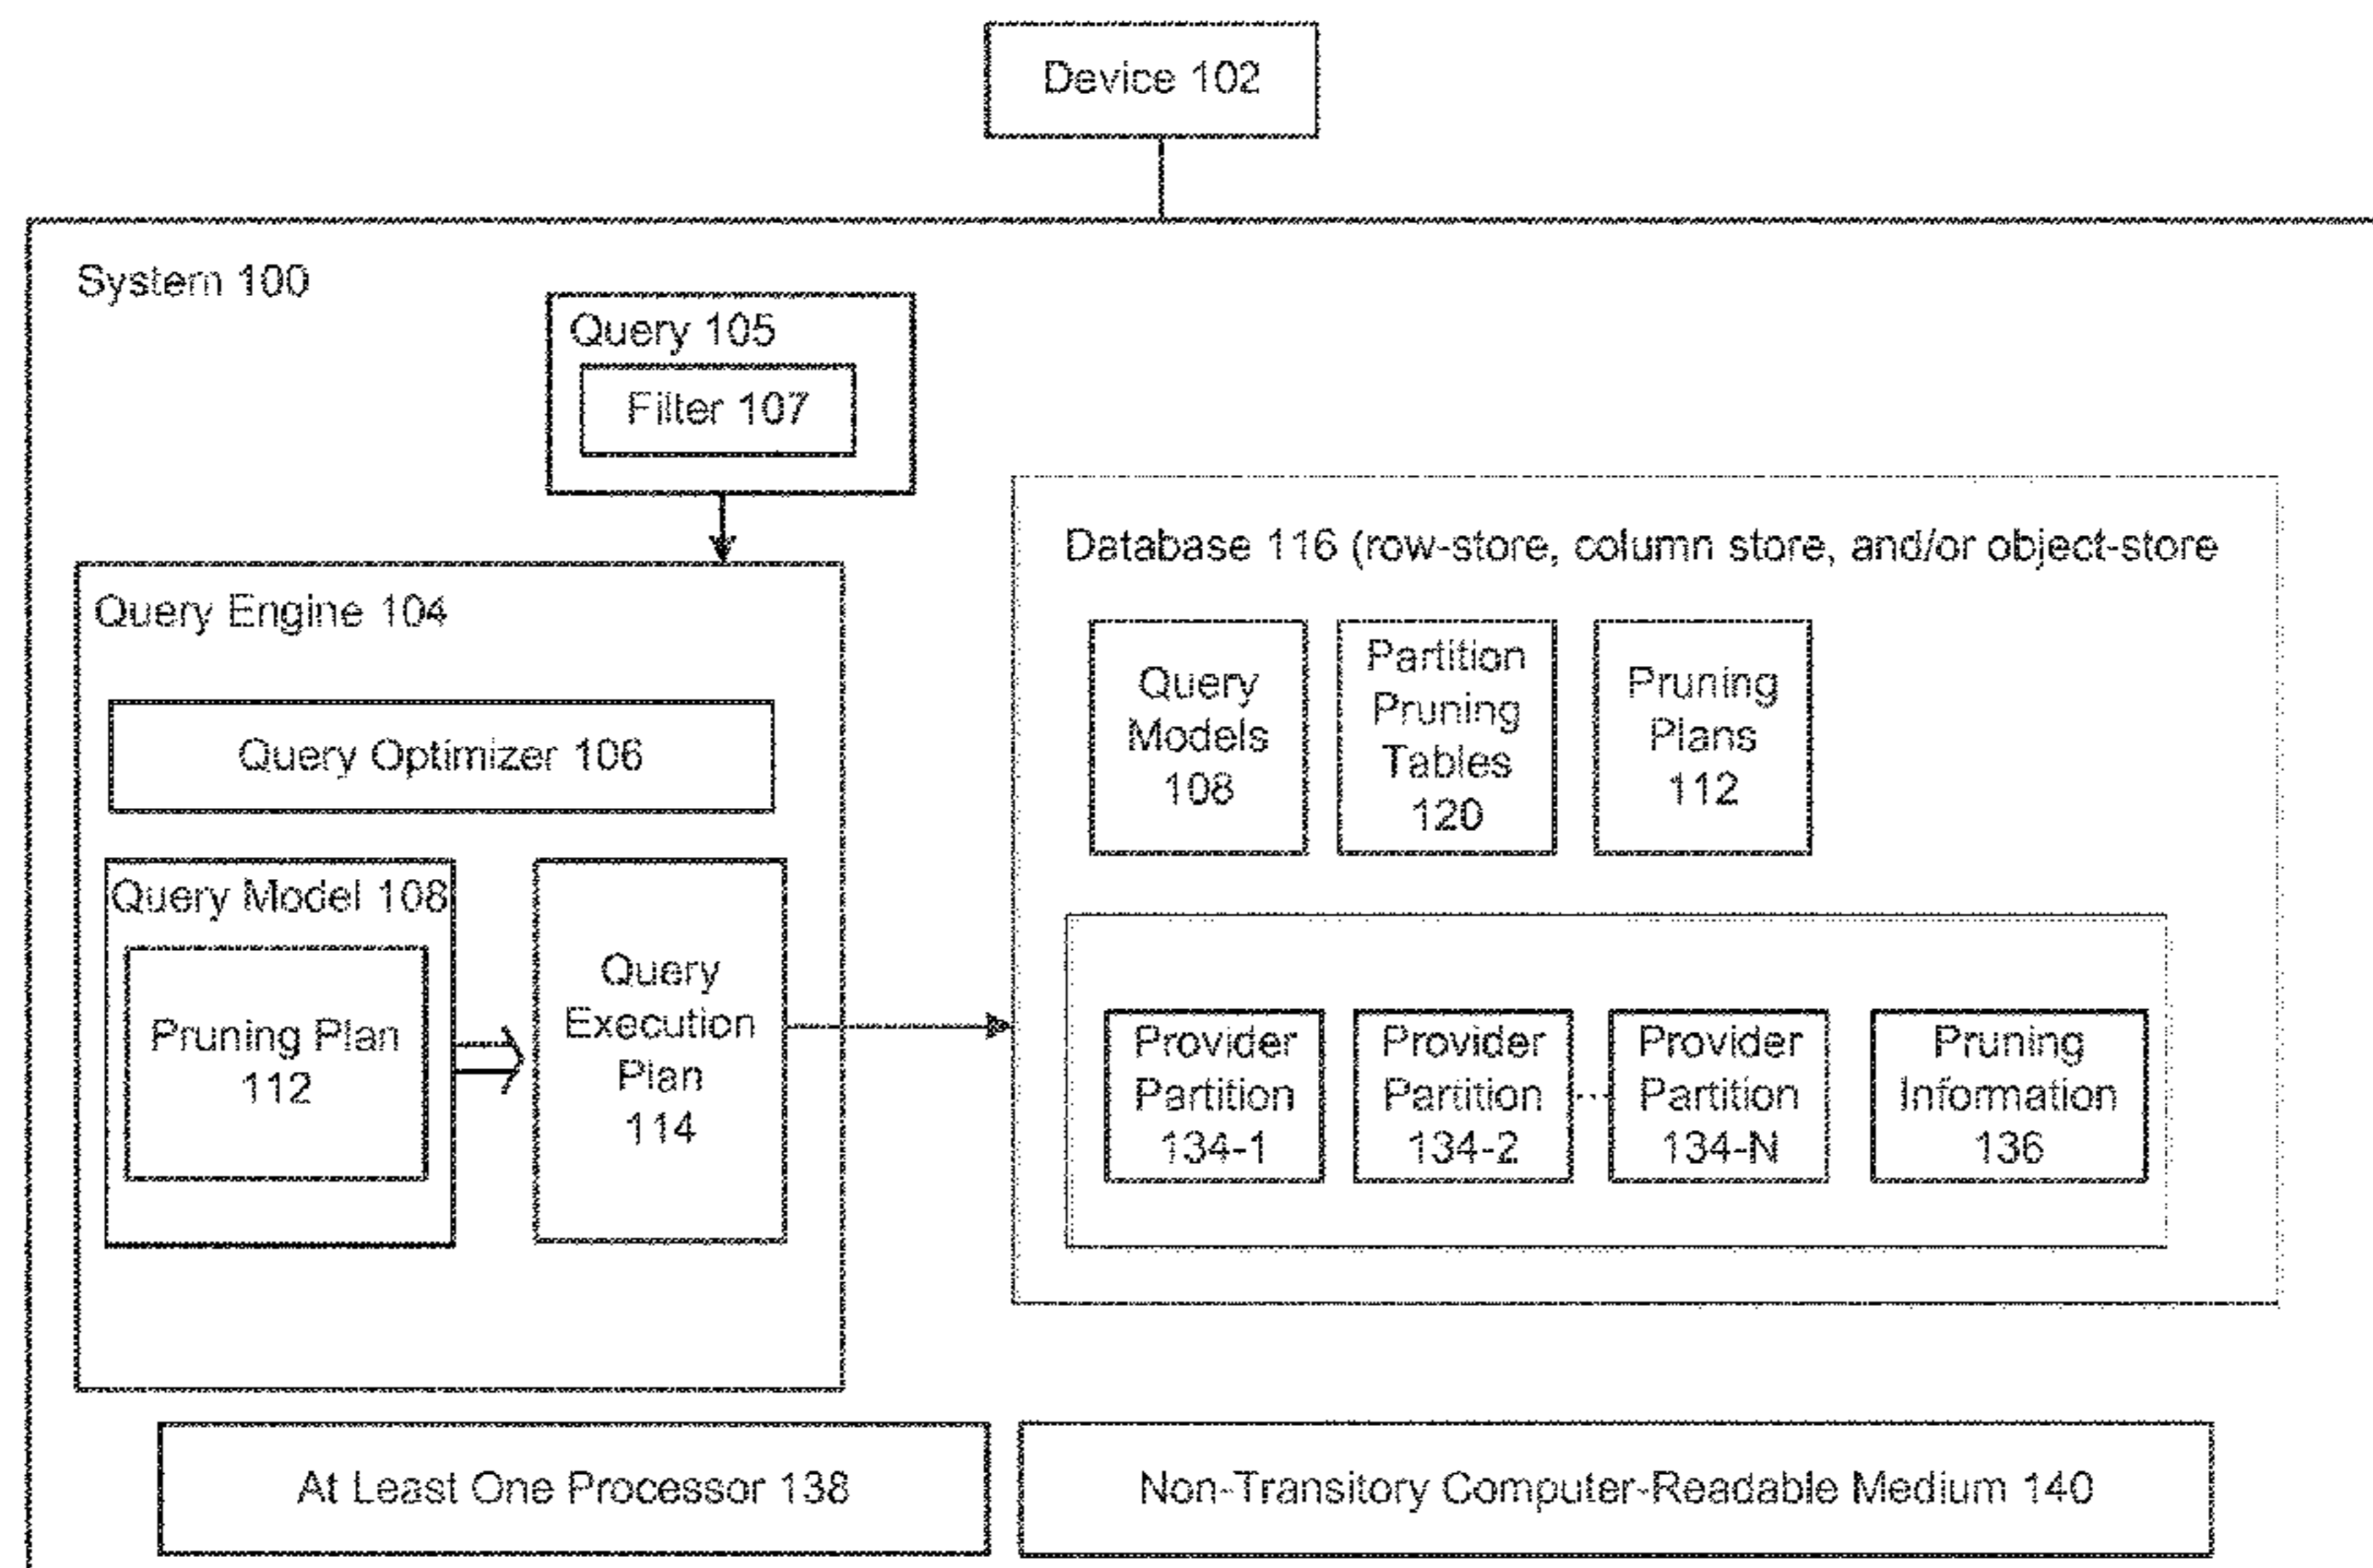 Device 102
System 100
Query 105
Filter 107
Query Engine 104
Query Optimizer 106
Query Model 108
Pruning Plan
112
Query
Execution
Plan
114
Database 116 (row-store, column store, and/or object-store
Query
Models
108
Partition
Pruning
Tables
120
Pruning
Plans
112
Provider
Partition
134-1
Provider
Partition
134-2
Provider
Partition
134-N
Pruning
Information
136
At Least One Processor 138
Non-Transitory Computer-Readable Medium 140